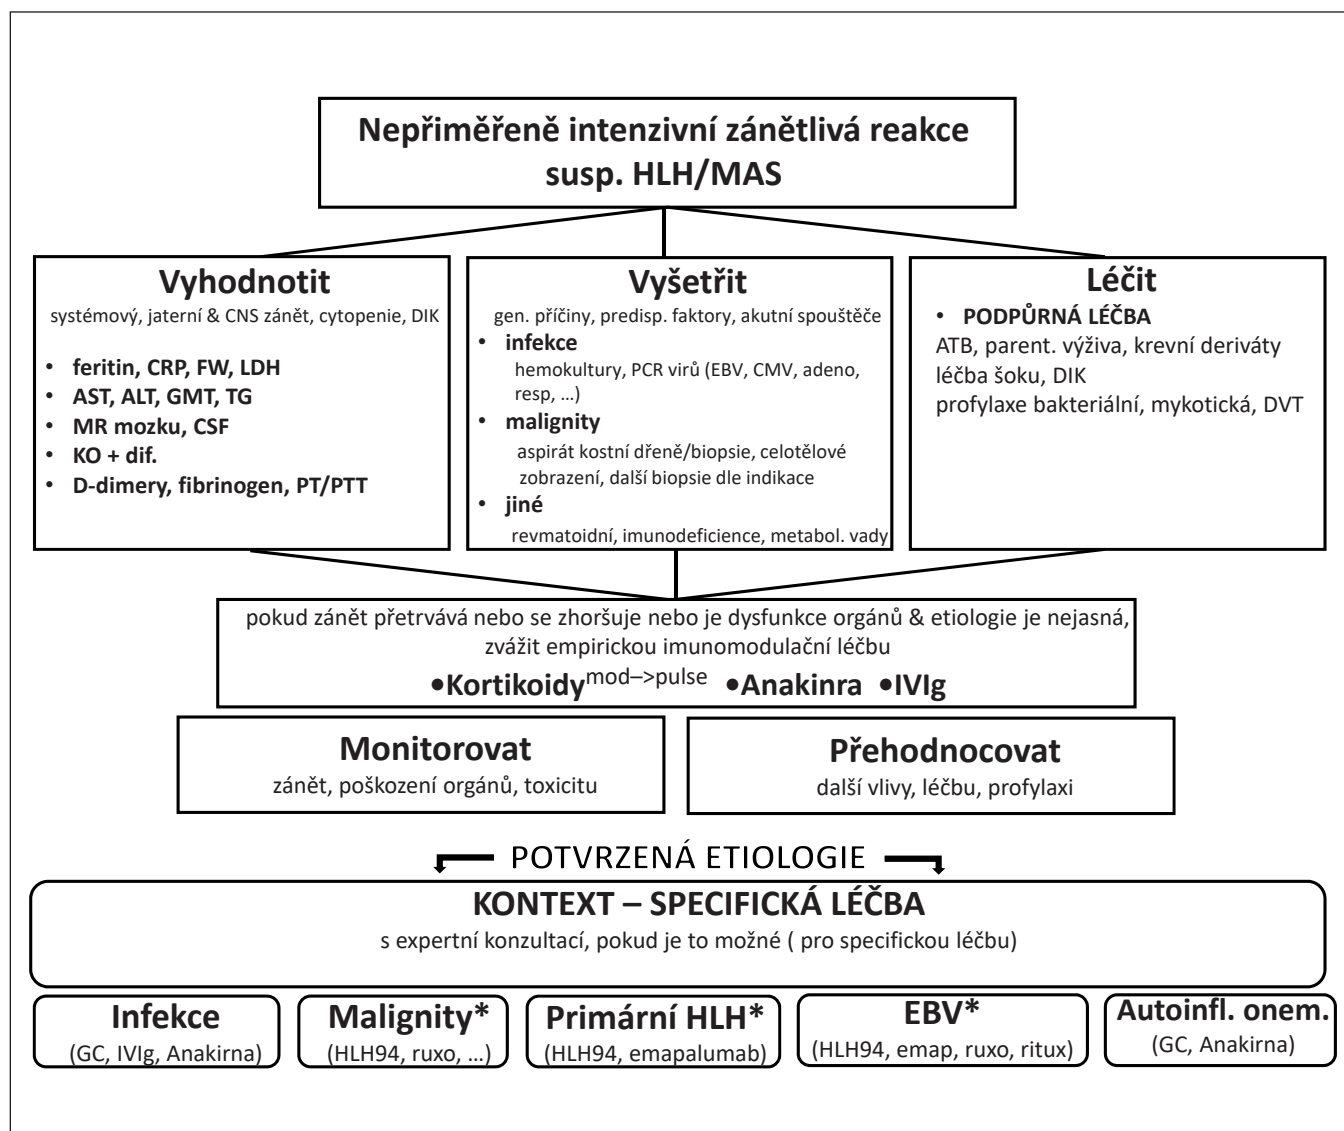 Nepřiměřeně intenzivní zánětlivá reakce
susp. HLH/MAS
Vyhodnotit
systémový, jaterní & CNS zánět, cytopenie, DIK
• feritin, CRP, FW, LDH
• AST, ALT, GMT, TG
• MR mozku, CSF
• KO + dif.
• D-dimery, fibrinogen, PT/PTT
Vyšetřit
gen. příčiny, predisp. faktory, akutní spouštěče
• infekce
hemokultury, PCR virů (EBV, CMV, adeno,
resp, ...)
• malignity
aspirát kostní dřeně/biopsie, celotělové
zobrazení, další biopsie dle indikace
• jiné
revmatoidní, imunodeficience, metabol. vady
Léčit
• PODPŮRNÁ LÉČBA
ATB, parent. výživa, krevní deriváty
léčba šoku, DIK
profylaxe bakteriální, mykotická, DVT
pokud zánět přetrvává nebo se zhoršuje nebo je dysfunkce orgánů & etiologie je nejasná,
zvážit empirickou imunomodulační léčbu
•Kortikoidy mod–>pulse •Anakinra •IVIg
Monitorovat
zánět, poškození orgánů, toxicitu
Přehodnocovat
další vlivy, léčbu, profylaxi
POTVRZENÁ ETIOLOGIE
KONTEXT – SPECIFICKÁ LÉČBA
s expertní konzultací, pokud je to možné ( pro specifickou léčbu)
Infekce
(GC, IVIg, Anakirna)
Malignity*
(HLH94, ruxo, ...)
Primární HLH*
(HLH94, emapalumab)
EBV*
(HLH94, emap, ruxo, ritux)
Autoinfl. onem.
(GC, Anakirna)